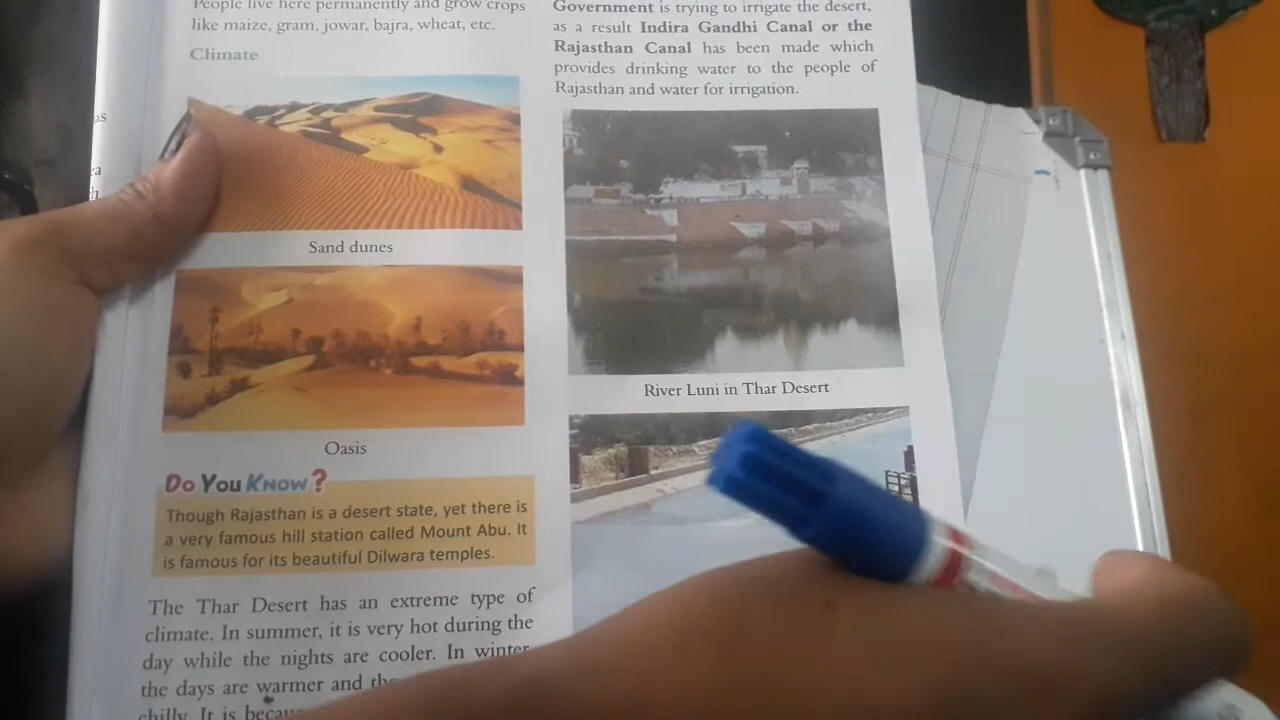 People live here permanently and grow crops
like maize, gram, jowar, bajra, wheat, etc.
Climate
Sand dunes
Oasis
Do You Know?
Though Rajasthan is a desert state, yet there is
a very famous hill station called Mount Abu. It
is famous for its beautiful Dilwara temples.
The Thar Desert has an extreme type of
climate. In summer, it is very hot during the
day while the nights are cooler. In winter
the days are warmer and
chilly. It is
Government is trying to irrigate the desert,
as a result Indira Gandhi Canal or the
Rajasthan Canal has been made which
provides drinking water to the people of
Rajasthan and water for irrigation.
River Luni in Thar Desert